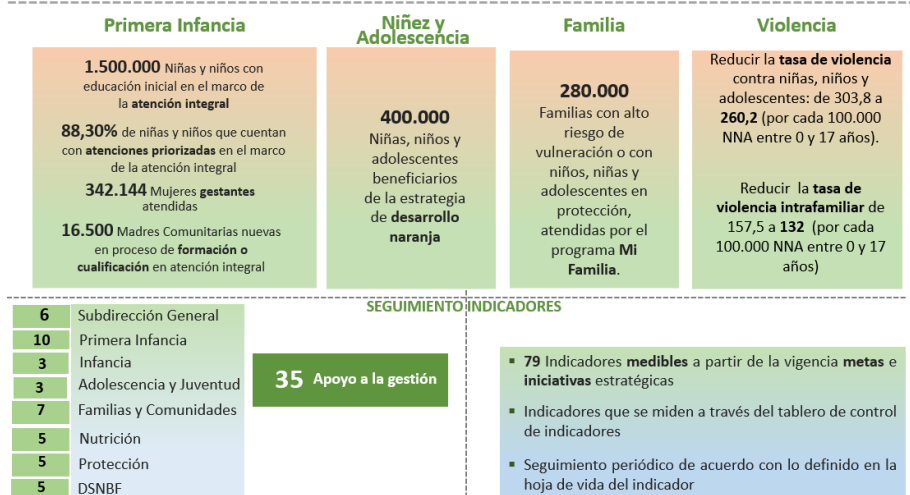 Primera Infancia
1.500.000 Niñas y niños con
educación inicial en el marco de
la atención integral
88,30% de niñas y niños que cuentan
con atenciones priorizadas en el marco
de la atención integral
342.144 Mujeres gestantes
atendidas
16.500 Madres Comunitarias nuevas
en proceso de formación o
cualificación en atención integral
Niñez y
Adolescencia
400.000
Niñas, niños y
adolescentes
beneficiarios
de la estrategia
de desarrollo
naranja
Familia
280.000
Familias con alto
riesgo de
vulneración o con
niños, niñas y
adolescentes en
protección,
atendidas por el
programa Mi
Familia.
Violencia
Reducir la tasa de violencia
contra niñas, niños y
adolescentes: de 303,8 a
260,2 (por cada 100.000
NNA entre 0 y 17 años).
Reducir la tasa de
violencia intrafamiliar de
157,5 a 132 (por cada
100.000 NNA entre 0 y 17
años)
SEGUIMIENTO INDICADORES
6 Subdirección General
10 Primera Infancia
3 Infancia
3 Adolescencia y Juventud
7 Familias y Comunidades
5 Nutrición
5 Protección
5 DSNBF
35 Apoyo a la gestión
▪ 79 Indicadores medibles a partir de la vigencia metas e
iniciativas estratégicas
▪ Indicadores que se miden a través del tablero de control
de indicadores
▪ Seguimiento periódico de acuerdo con lo definido en la
hoja de vida del indicador